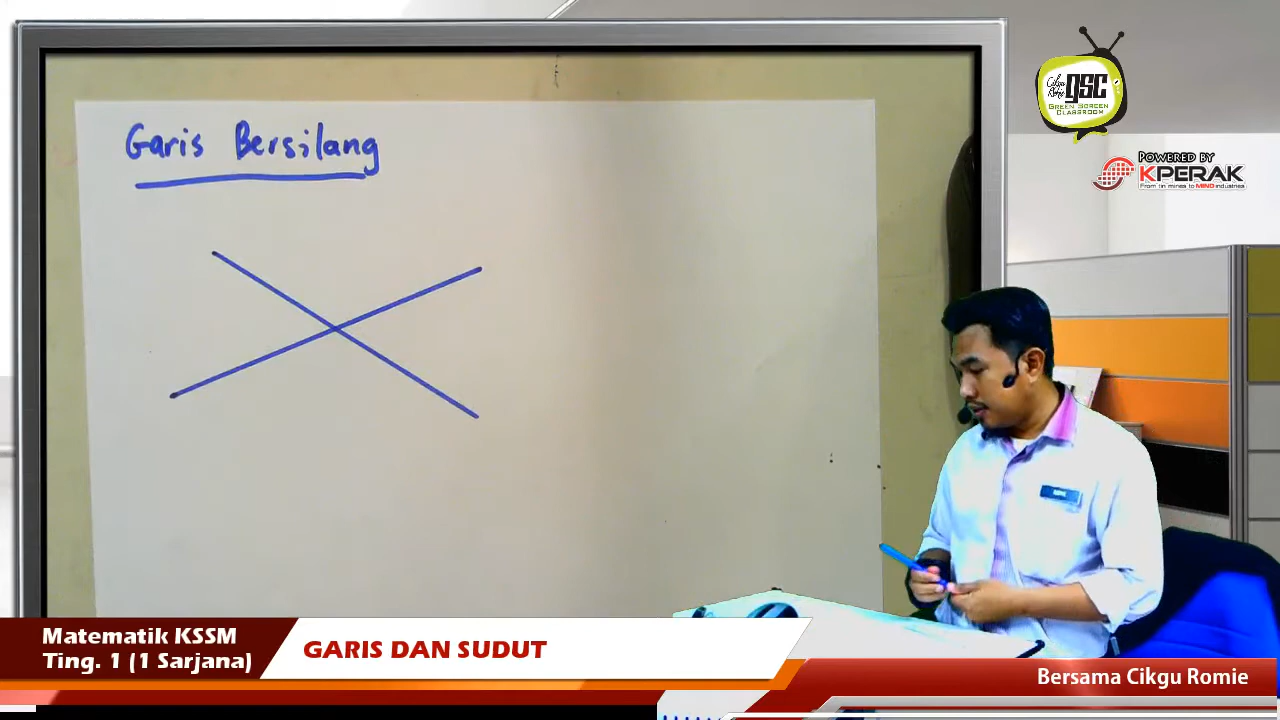 Garis Bersilang
Cikgu
Romie
gsc
GREEN SCREEN
CLASSROOM
POWERED BY
KPERAK
From tin mines to MIND industries
Matematik KSSM
Ting. 1 (1 Sarjana)
GARIS DAN SUDUT
Bersama Cikgu Romie